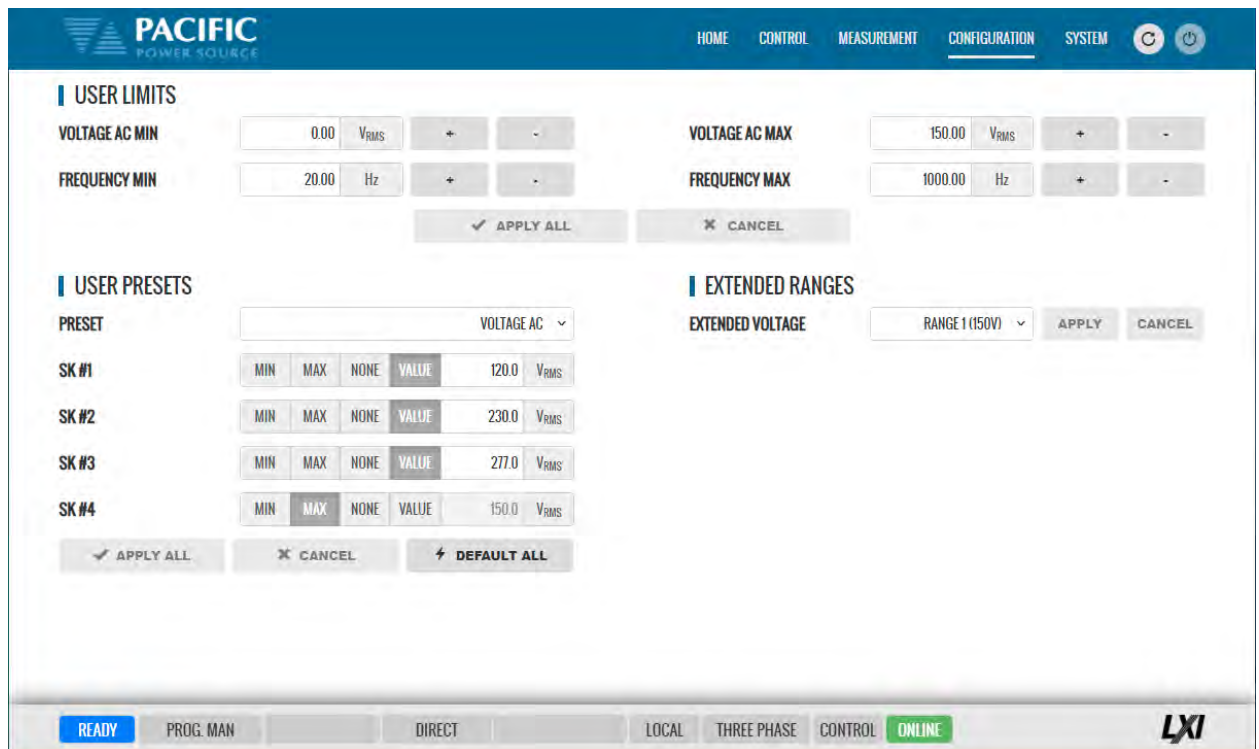 PACIFIC
POWER SOURCE
HOME CONTROL MEASUREMENT CONFIGURATION SYSTEM
USER LIMITS
VOLTAGE AC MIN 0.00 VRMS + - VOLTAGE AC MAX 150.00 VRMS + -
FREQUENCY MIN 20.00 Hz + - FREQUENCY MAX 1000.00 Hz + -
APPLY ALL CANCEL
USER PRESETS EXTENDED RANGES
PRESET VOLTAGE AC EXTENDED VOLTAGE RANGE 1 (150V) APPLY CANCEL
SK #1 MIN MAX NONE VALUE 120.0 VRMS
SK #2 MIN MAX NONE VALUE 230.0 VRMS
SK #3 MIN MAX NONE VALUE 277.0 VRMS
SK #4 MIN MAX NONE VALUE 150.0 VRMS
APPLY ALL CANCEL DEFAULT ALL
READY PROG. MAN DIRECT LOCAL THREE PHASE CONTROL ONLINE LXI